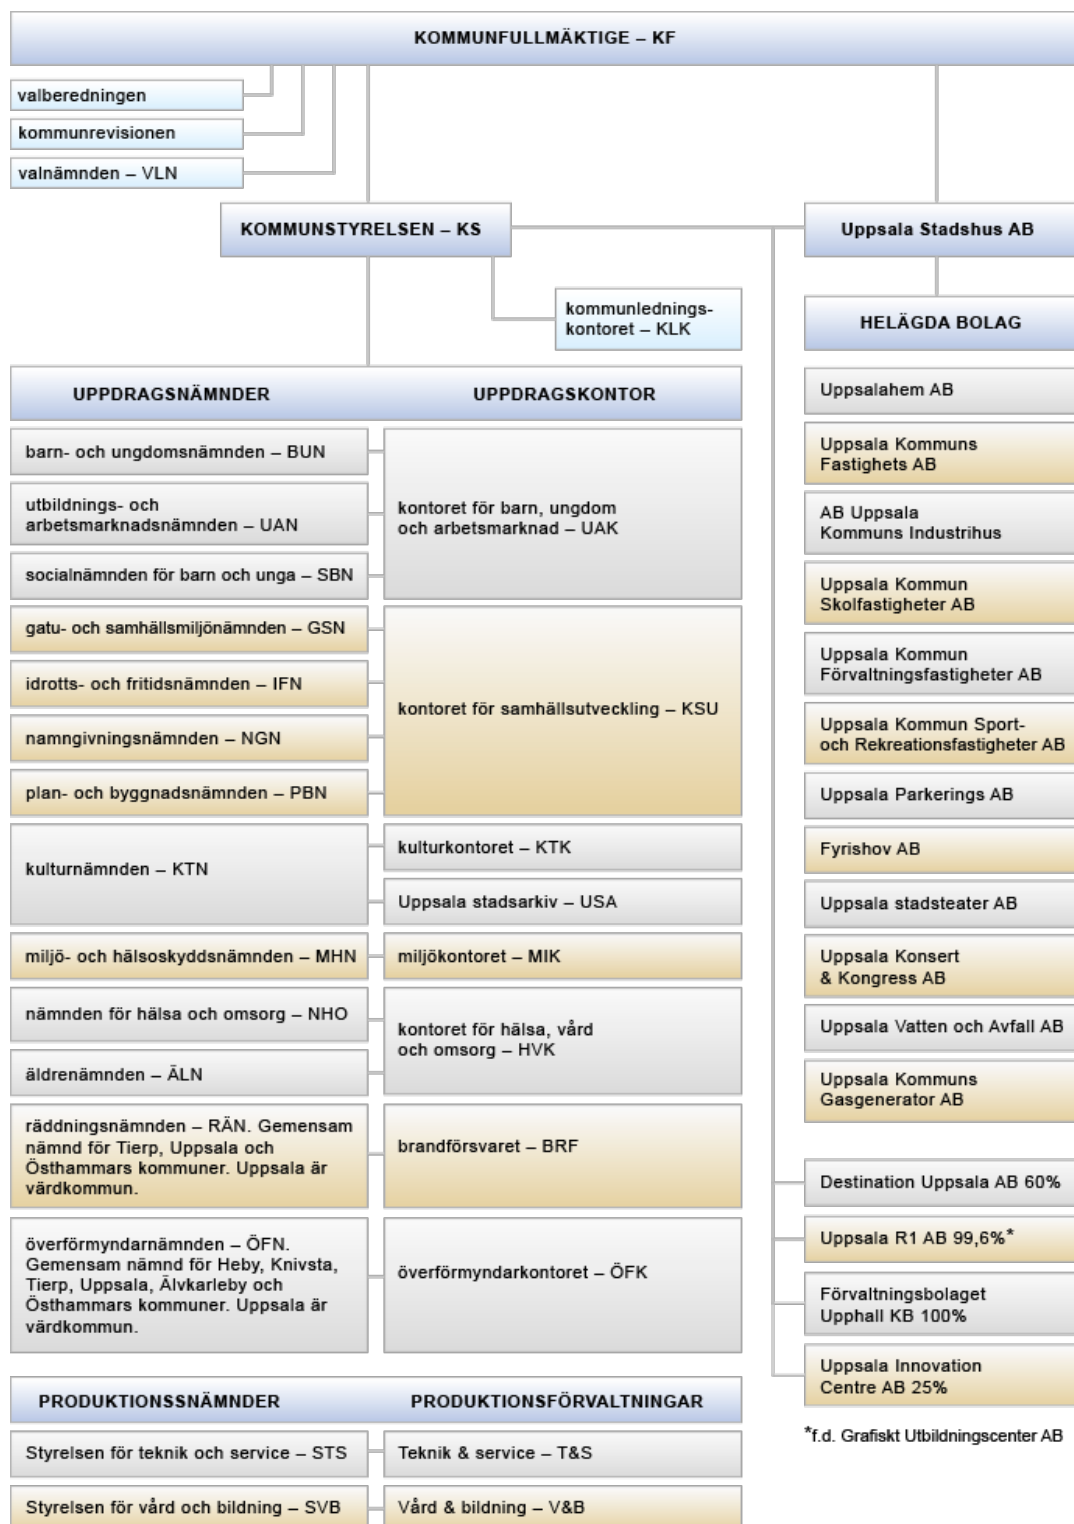 KOMMUNFULLMÄKTIGE – KF
valberedningen
kommunrevisionen
valnämnden – VLN
KOMMUNSTYRELSEN – KS
Uppsala Stadshus AB
kommunlednings-
kontoret – KLK
HELÄGDA BOLAG
UPPDRAGSNÄMNDER
UPPDRAGSKONTOR
barn- och ungdomsnämnden – BUN
utbildnings- och
arbetsmarknadsnämnden – UAN
socialnämnden för barn och unga – SBN
kontoret för barn, ungdom
och arbetsmarknad – UAK
gatu- och samhällsmiljönämnden – GSN
idrotts- och fritidsnämnden – IFN
namngivningsnämnden – NGN
plan- och byggnadsnämnden – PBN
kontoret för samhällsutveckling – KSU
kulturnämnden – KTN
kulturkontoret – KTK
Uppsala stadsarkiv – USA
miljö- och hälsoskyddsnämnden – MHN
miljökontoret – MIK
nämnden för hälsa och omsorg – NHO
äldrenämnden – ÄLN
kontoret för hälsa, vård
och omsorg – HVK
räddningsnämnden – RÄN. Gemensam
nämnd för Tierp, Uppsala och
Östhammars kommuner. Uppsala är
värdkommun.
brandförsvaret – BRF
överförmyndarnämnden – ÖFN.
Gemensam nämnd för Heby, Knivsta,
Tierp, Uppsala, Älvkarleby och
Östhammars kommuner. Uppsala är
värdkommun.
överförmyndarkontoret – ÖFK
PRODUKTIONSSNÄMNDER
PRODUKTIONSFÖRVALTNINGAR
Styrelsen för teknik och service – STS
Teknik & service – T&S
Styrelsen för vård och bildning – SVB
Vård & bildning – V&B
Uppsalahem AB
Uppsala Kommuns
Fastighets AB
AB Uppsala
Kommuns Industrihus
Uppsala Kommun
Skolfastigheter AB
Uppsala Kommun
Förvaltningsfastigheter AB
Uppsala Kommun Sport-
och Rekreationsfastigheter AB
Uppsala Parkerings AB
Fyrishov AB
Uppsala stadsteater AB
Uppsala Konsert
& Kongress AB
Uppsala Vatten och Avfall AB
Uppsala Kommuns
Gasgenerator AB
Destination Uppsala AB 60%
Uppsala R1 AB 99,6%*
Förvaltningsbolaget
Upphall KB 100%
Uppsala Innovation
Centre AB 25%
*f.d. Grafiskt Utbildningscenter AB